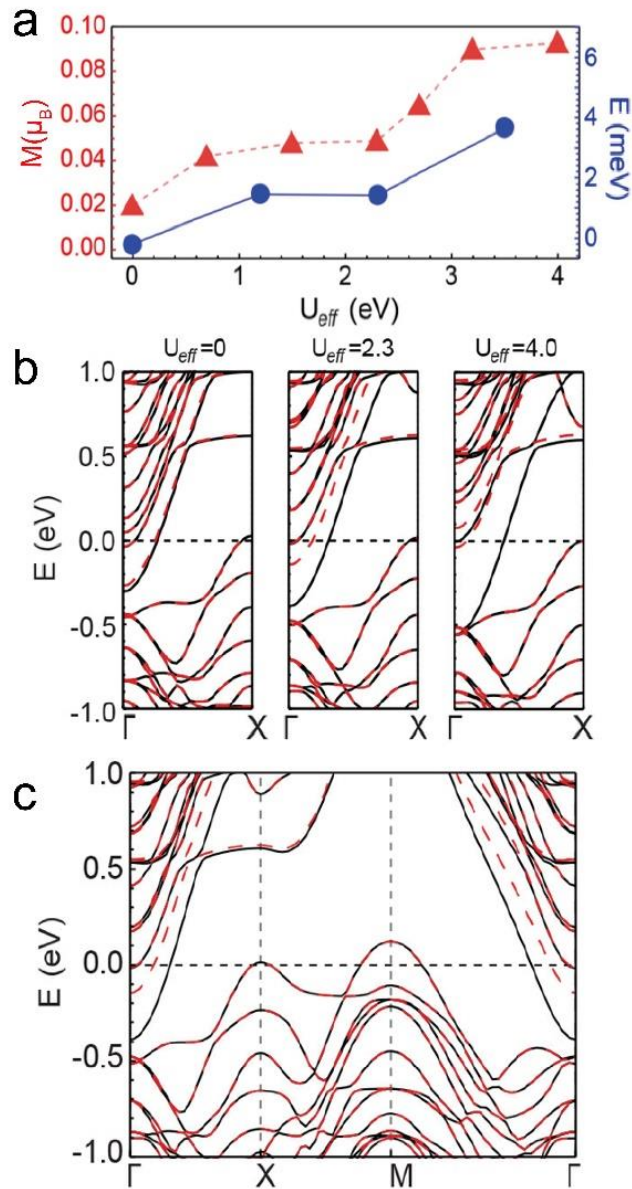 a
0.10
0.08
0.06
0.04
0.02
0.00
M(μB)
6
4
2
0
E (meV)
0 1 2 3 4
Ueff (eV)
b
Ueff=0 Ueff=2.3 Ueff=4.0
1.0
0.5
0.0
-0.5
-1.0
E (eV)
Γ X Γ X Γ X
c
1.0
0.5
0.0
-0.5
-1.0
E (eV)
Γ X M Γ